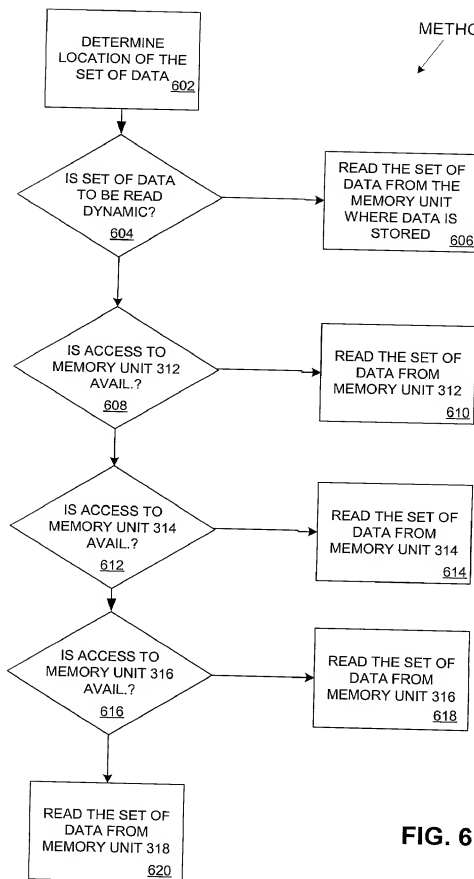 METHO
DETERMINE
LOCATION OF THE
SET OF DATA
602
IS SET OF DATA
TO BE READ
DYNAMIC?
604
READ THE SET OF
DATA FROM THE
MEMORY UNIT
WHERE DATA IS
STORED
606
IS ACCESS TO
MEMORY UNIT 312
AVAIL.?
608
READ THE SET OF
DATA FROM
MEMORY UNIT 312
610
IS ACCESS TO
MEMORY UNIT 314
AVAIL.?
612
READ THE SET OF
DATA FROM
MEMORY UNIT 314
614
IS ACCESS TO
MEMORY UNIT 316
AVAIL.?
616
READ THE SET OF
DATA FROM
MEMORY UNIT 316
618
READ THE SET OF
DATA FROM
MEMORY UNIT 318
620
FIG. 6